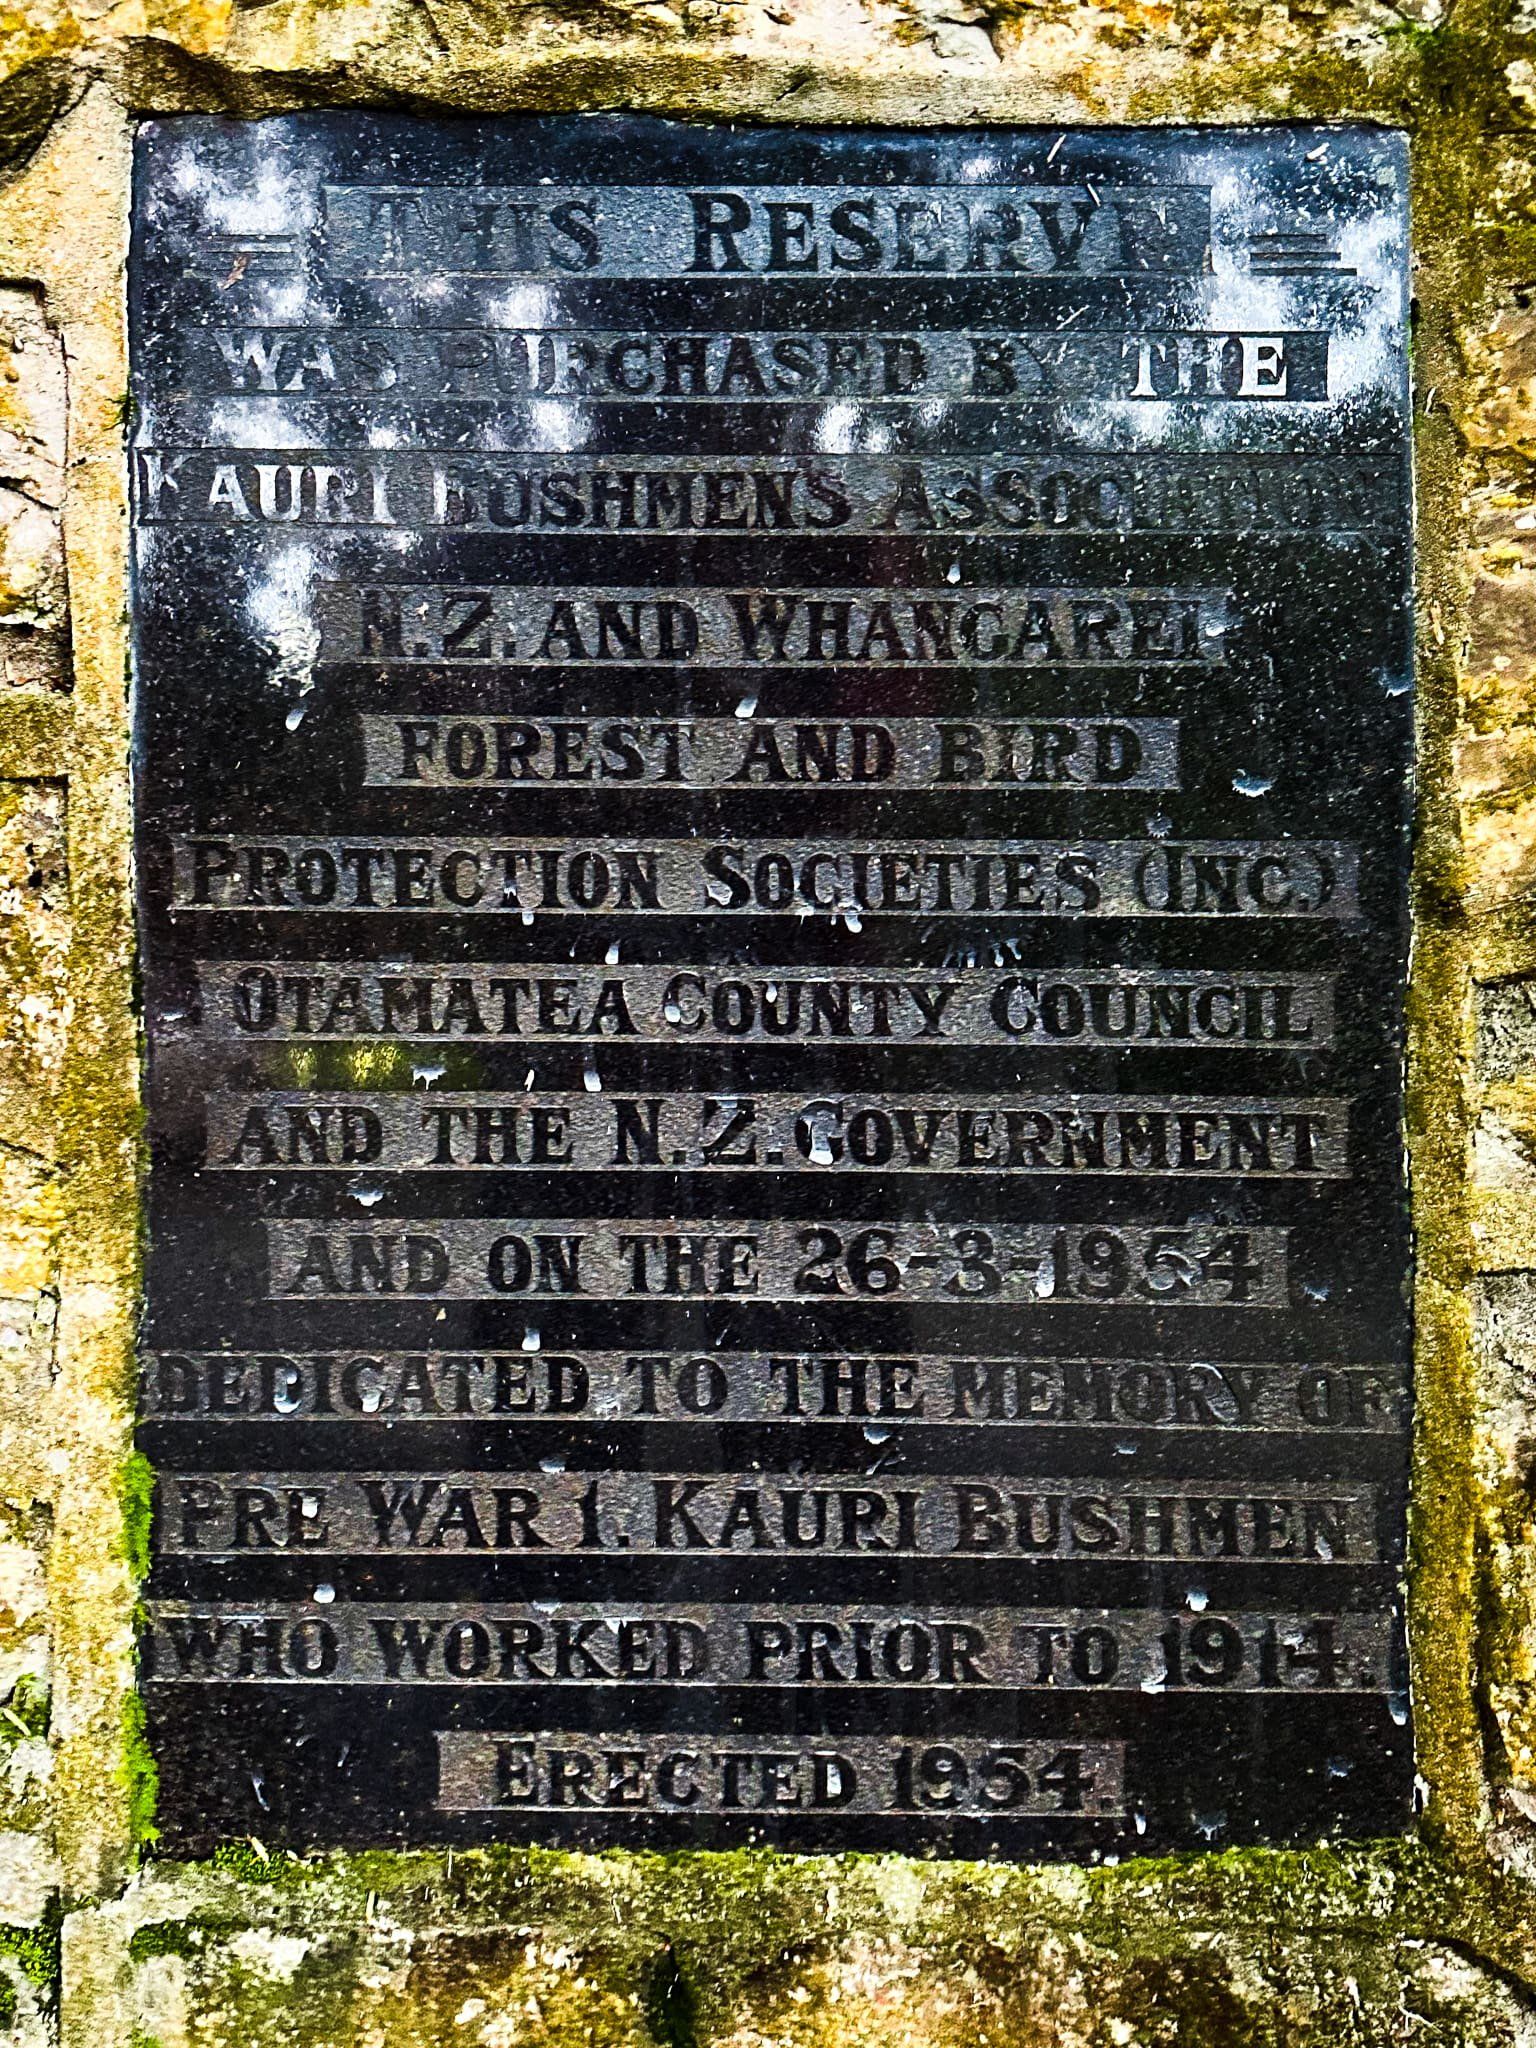 THIS RESERVE
WAS PURCHASED BY THE
KAURI BUSHMENS ASSOCIATION
N.Z. AND WHANGAREI
FOREST AND BIRD
PROTECTION SOCIETIES (INC.)
OTAMATEA COUNTY COUNCIL
AND THE N.Z. GOVERNMENT
AND ON THE 26-3-1954
DEDICATED TO THE MEMORY OF
PRE WAR 1. KAURI BUSHMEN
WHO WORKED PRIOR TO 1914.
ERECTED 1954.